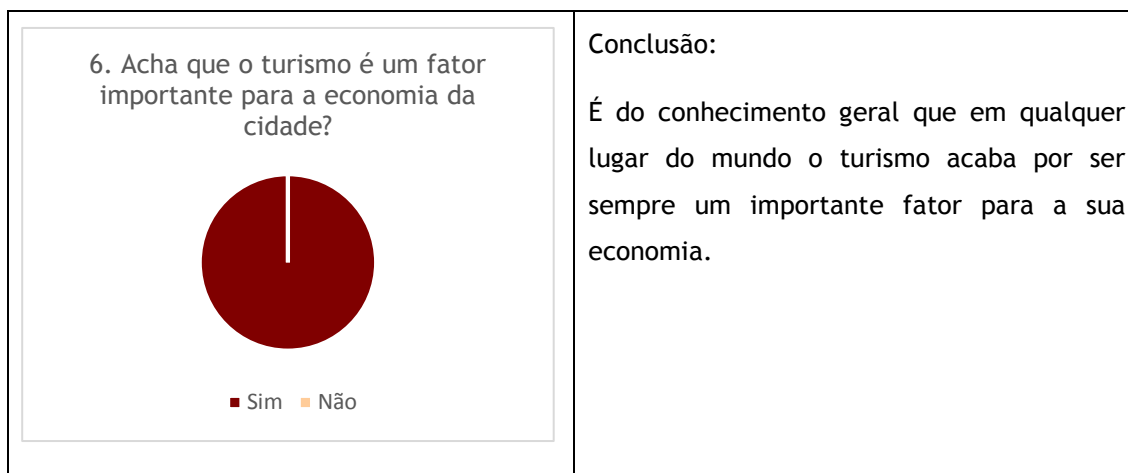 6. Acha que o turismo é um fator
importante para a economia da
cidade?
Sim Não
Conclusão:
É do conhecimento geral que em qualquer
lugar do mundo o turismo acaba por ser
sempre um importante fator para a sua
economia.